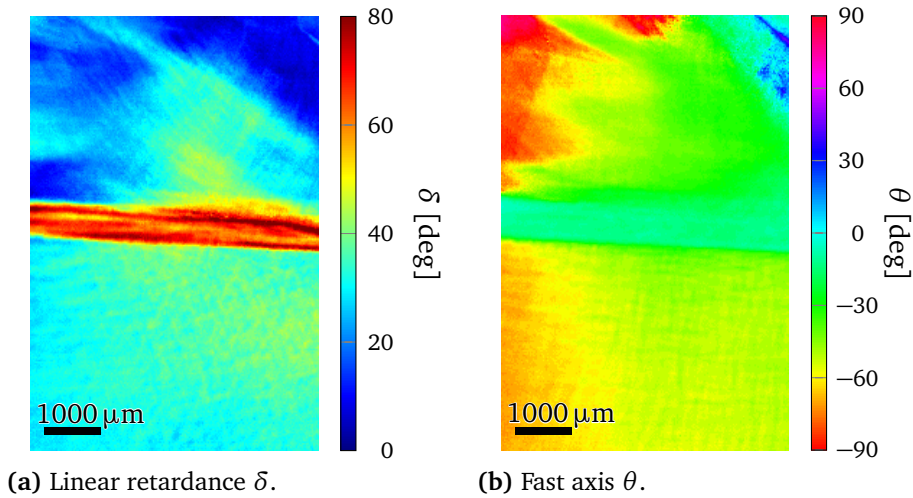 80
60
40
20
0
δ [deg]
1000 μm
(a) Linear retardance δ.
90
60
30
0
−30
−60
−90
θ [deg]
1000 μm
(b) Fast axis θ.